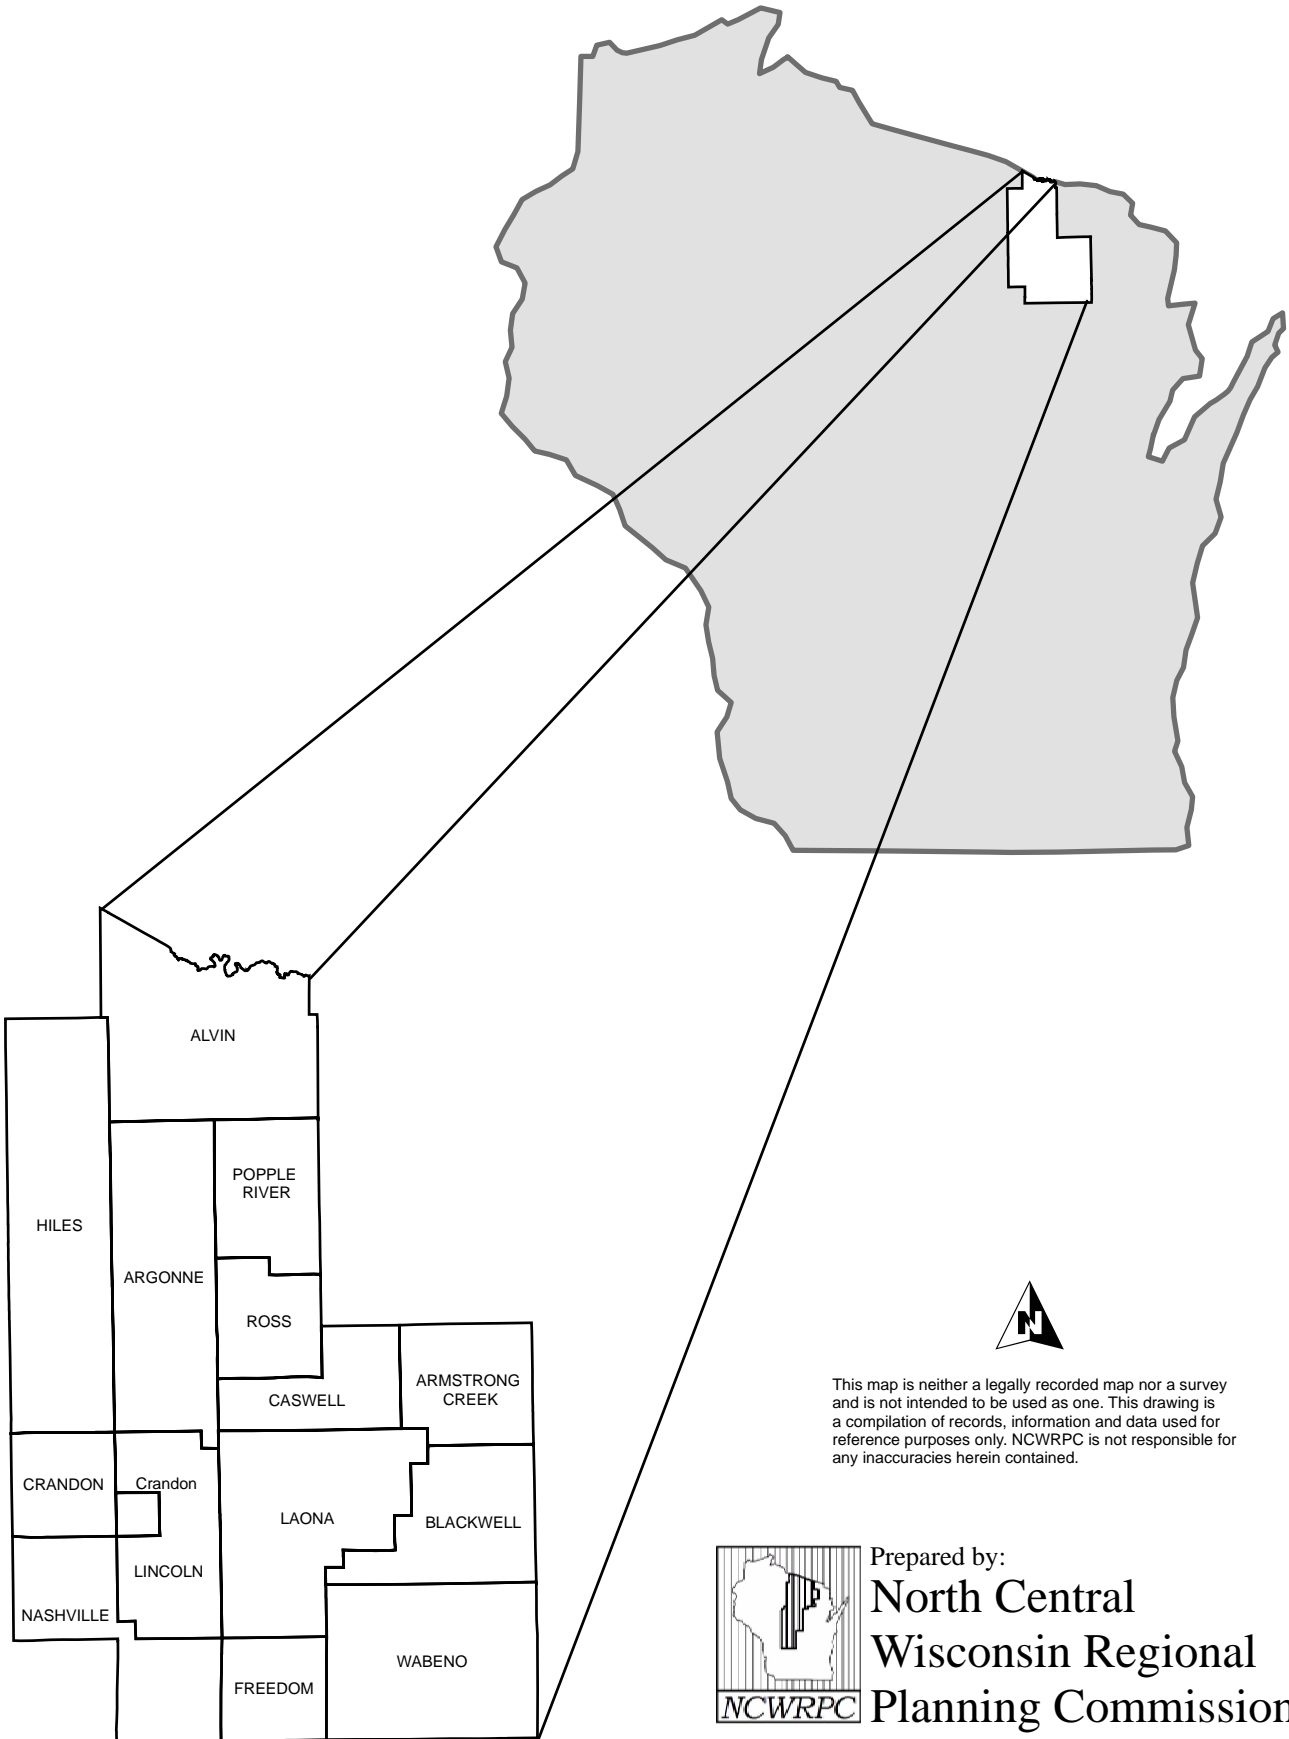 ALVIN
POPPLE
RIVER
HILES
ARGONNE
ROSS
ARMSTRONG
CREEK
CASWELL
CRANDON
Crandon
LAONA
BLACKWELL
LINCOLN
NASHVILLE
WABENO
FREEDOM
N
This map is neither a legally recorded map nor a survey
and is not intended to be used as one. This drawing is
a compilation of records, information and data used for
reference purposes only. NCWRPC is not responsible for
any inaccuracies herein contained.
NCWRPC
Prepared by:
North Central
Wisconsin Regional
Planning Commission